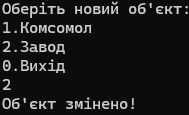 Оберіть новий об'єкт:
1.Комсомол
2.Завод
0.Вихід
2
Об'єкт змінено!